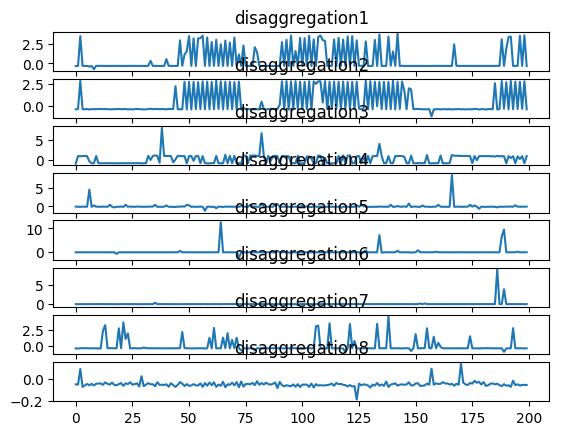 disaggregation1
2.5
0.0
disaggregation2
2.5
0.0
disaggregation3
5
0
disaggregation4
5
0
disaggregation5
10
0
disaggregation6
5
0
disaggregation7
2.5
0.0
disaggregation8
0.0
−0.2
0 25 50 75 100 125 150 175 200